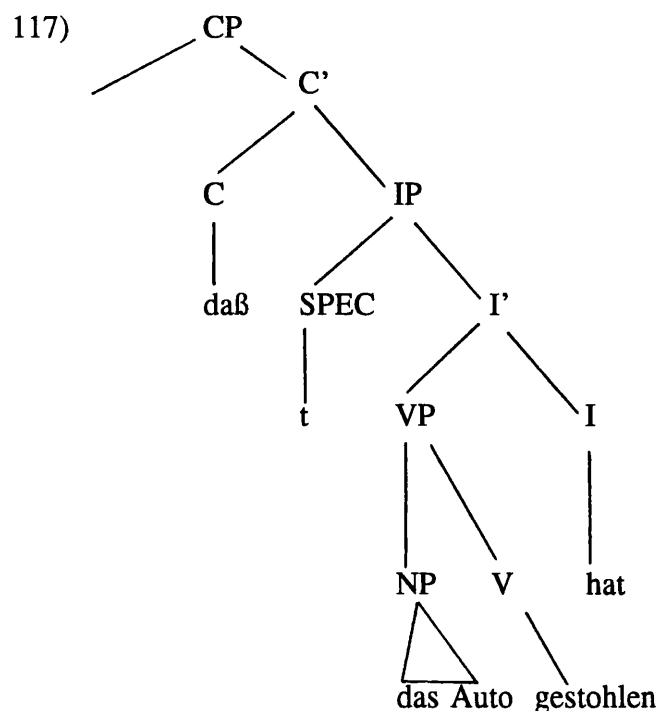 117) CP
C’
C IP
daß SPEC I’
t VP I
NP V hat
das Auto gestohlen